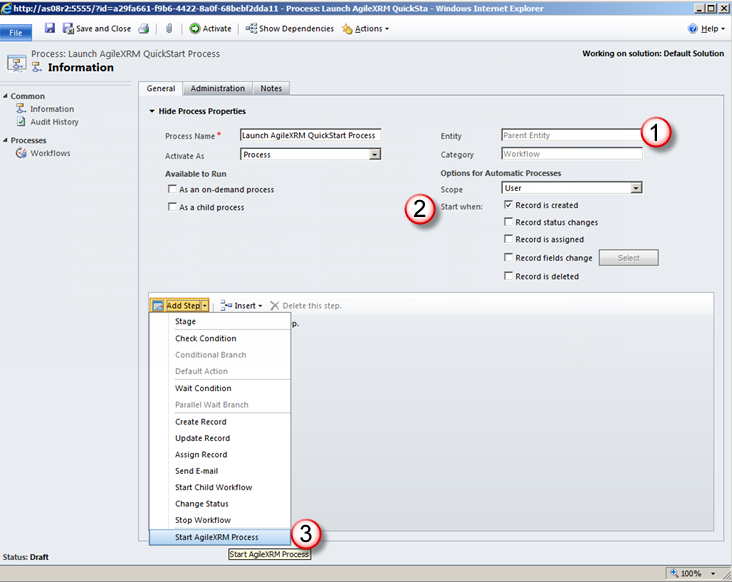 http://as08r2:5555/?id=a29fa661-f9b6-4422-8a0f-68bebf2dda11 - Process: Launch AgileXRM QuickSta - Windows Internet Explorer
File Save and Close Activate Show Dependencies Actions Help
Process: Launch AgileXRM QuickStart Process
Information
Working on solution: Default Solution
Common
Information
Audit History
Processes
Workflows
General Administration Notes
Hide Process Properties
Process Name * Launch AgileXRM QuickStart Process
Activate As Process
Available to Run
As an on-demand process
As a child process
Entity Parent Entity 1
Category Workflow
Options for Automatic Processes
Scope User
2 Start when: Record is created
Record status changes
Record is assigned
Record fields change Select
Record is deleted
Add Step Insert Delete this step.
p.
Stage
Check Condition
Conditional Branch
Default Action
Wait Condition
Parallel Wait Branch
Create Record
Update Record
Assign Record
Send E-mail
Start Child Workflow
Change Status
Stop Workflow
Start AgileXRM Process 3
Start AgileXRM Process
Status: Draft
100%